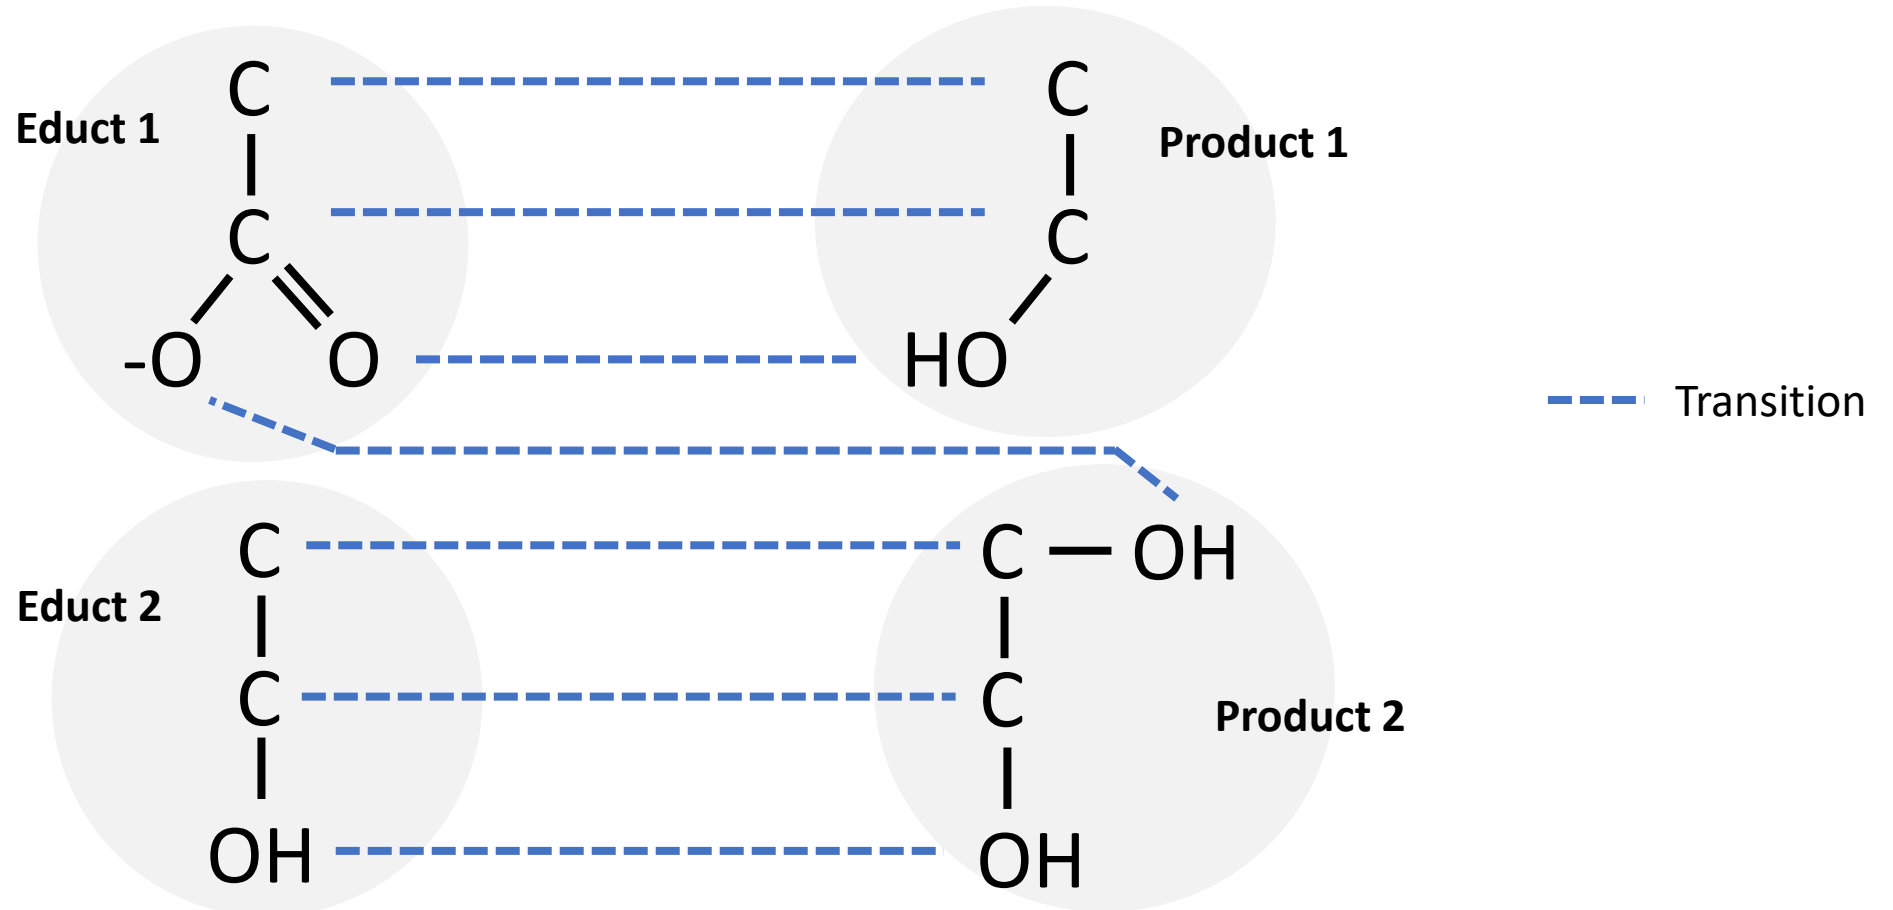 C
C
Educt 1
Product 1
C
C
-O
O
HO
Transition
C
C
OH
Educt 2
C
C
Product 2
OH
OH